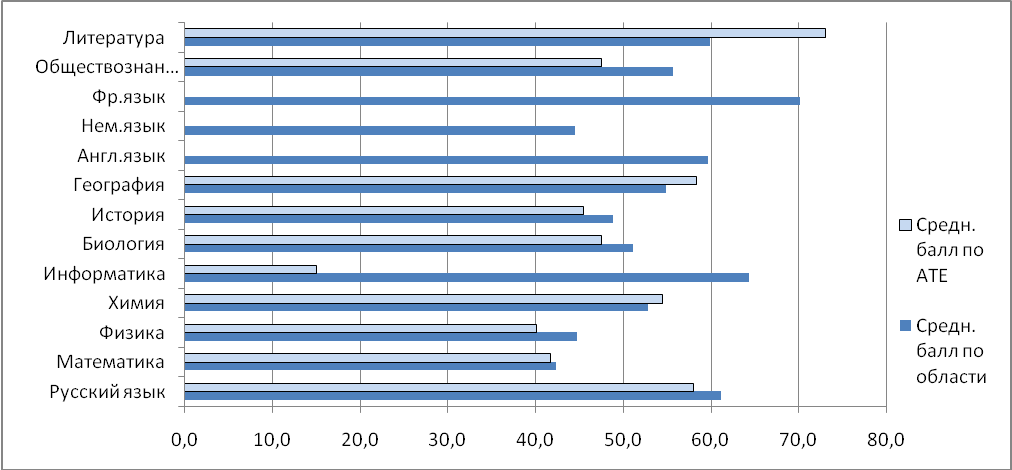 Литература
Обществознан...
Фр.язык
Нем.язык
Англ.язык
География
История
Биология
Информатика
Химия
Физика
Математика
Русский язык
0,0 10,0 20,0 30,0 40,0 50,0 60,0 70,0 80,0
Средн.
балл по
АТЕ
Средн.
балл по
области